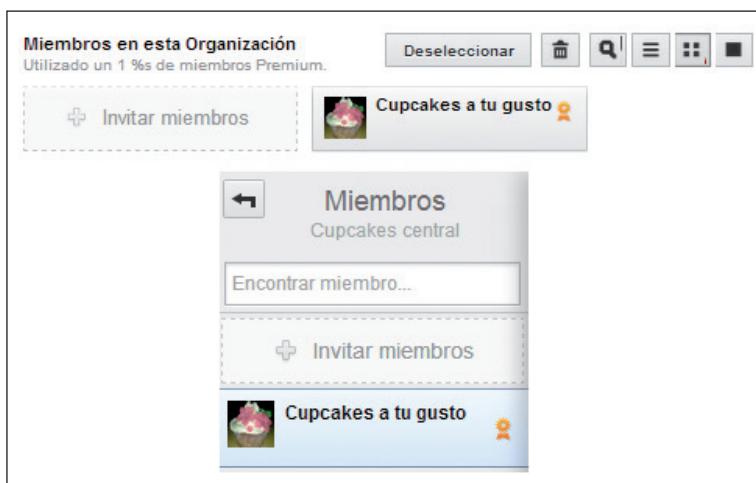 Miembros en esta Organización
Utilizado un 1 %s de miembros Premium.
Deseleccionar
Invitar miembros
Cupcakes a tu gusto
Miembros
Cupcakes central
Encontrar miembro...
Invitar miembros
Cupcakes a tu gusto